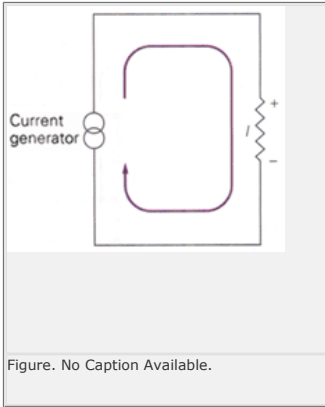 Current
generator
I
+
−
Figure. No Caption Available.